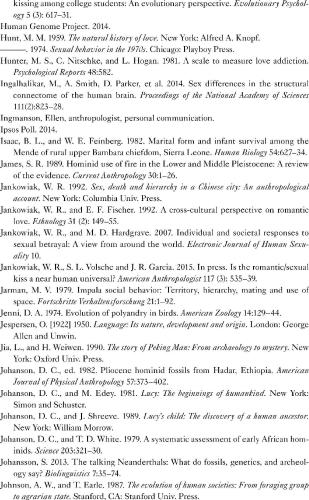 kissing among college students: An evolutionary perspective. Evolutionary Psychol-
ogy 5 (3): 617–31.
Human Genome Project. 2014.
Hunt, M. M. 1959. The natural history of love. New York: Alfred A. Knopf.
———. 1974. Sexual behavior in the 1970s. Chicago: Playboy Press.
Hunter, M. S., C. Nitschke, and L. Hogan. 1981. A scale to measure love addiction.
Psychological Reports 48:582.
Ingalhalikar, M., A. Smith, D. Parker, et al. 2014. Sex differences in the structural
connectome of the human brain. Proceedings of the National Academy of Sciences
111(2):823–28.
Ingmanson, Ellen, anthropologist, personal communication.
Ipsos Poll. 2014.
Isaac, B. L., and W. E. Feinberg. 1982. Marital form and infant survival among the
Mende of rural upper Bambara chiefdom, Sierra Leone. Human Biology 54:627–34.
James, S. R. 1989. Hominid use of fire in the Lower and Middle Pleistocene: A review
of the evidence. Current Anthropology 30:1–26.
Jankowiak, W. R. 1992. Sex, death and hierarchy in a Chinese city: An anthropological
account. New York: Columbia Univ. Press.
Jankowiak, W. R., and E. F. Fischer. 1992. A cross-cultural perspective on romantic
love. Ethnology 31 (2): 149–55.
Jankowiak, W. R., and M. D. Hardgrave. 2007. Individual and societal responses to
sexual betrayal: A view from around the world. Electronic Journal of Human Sexu-
ality 10.
Jankowiak, W. R., S. L. Volsche and J. R. Garcia. 2015. In press. Is the romantic/sexual
kiss a near human universal? American Anthropologist 117 (3): 535–39.
Jarman, M. V. 1979. Impala social behavior: Territory, hierarchy, mating and use of
space. Fortschritte Verhaltensforschung 21:1–92.
Jenni, D. A. 1974. Evolution of polyandry in birds. American Zoology 14:129–44.
Jespersen, O. [1922] 1950. Language: Its nature, development and origin. London: George
Allen and Unwin.
Jia, L., and H. Weiwen. 1990. The story of Peking Man: From archaeology to mystery. New
York: Oxford Univ. Press.
Johanson, D. C., ed. 1982. Pliocene hominid fossils from Hadar, Ethiopia. American
Journal of Physical Anthropology 57:373–402.
Johanson, D. C., and M. Edey. 1981. Lucy: The beginnings of humankind. New York:
Simon and Schuster.
Johanson, D. C., and J. Shreeve. 1989. Lucy's child: The discovery of a human ancestor.
New York: William Morrow.
Johanson, D. C., and T. D. White. 1979. A systematic assessment of early African hom-
inids. Science 203:321–30.
Johansson, S. 2013. The talking Neanderthals: What do fossils, genetics, and archeol-
ogy say? Biolinguistics 7:35–74.
Johnson, A. W., and T. Earle. 1987. The evolution of human societies: From foraging group
to agrarian state. Stanford, CA: Stanford Univ. Press.